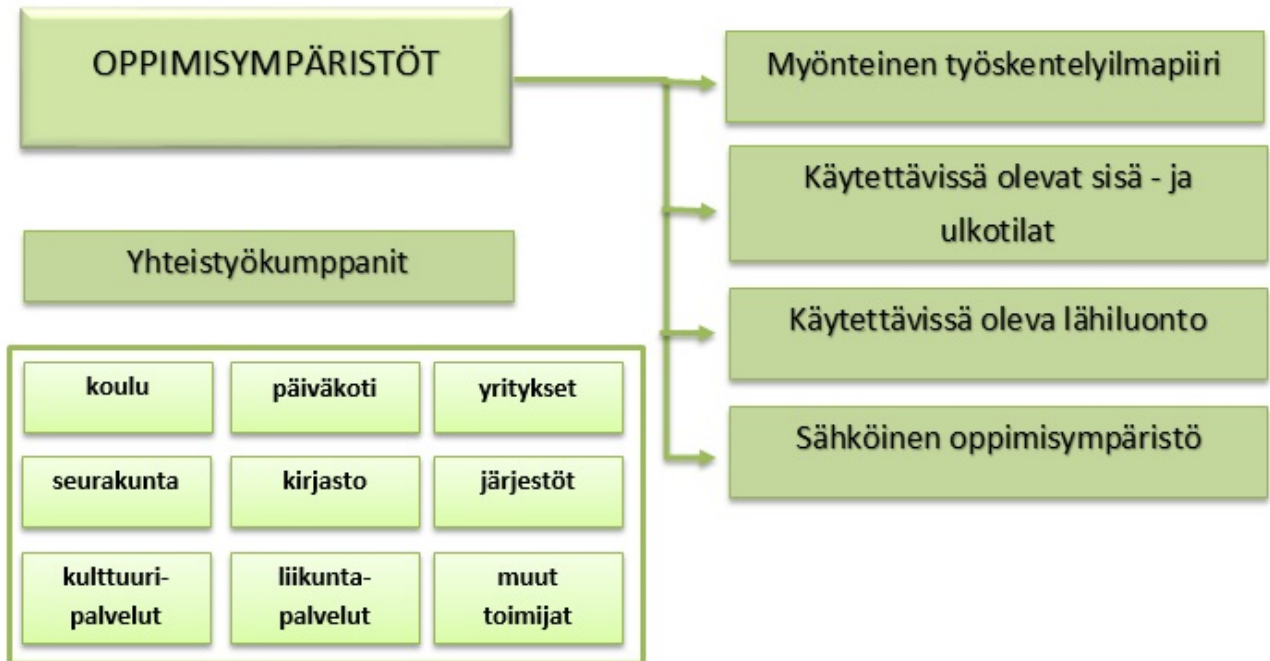 OPPIMISYMPÄRISTÖT
Myönteinen työskentelyilmapiiri
Käytettävissä olevat sisä - ja
ulkotilat
Käytettävissä oleva lähiluonto
Sähköinen oppimisympäristö
Yhteistyökumppanit
koulu
päiväkoti
yritykset
seurakunta
kirjasto
järjestöt
kulttuuri-
palvelut
liikunta-
palvelut
muut
toimijat